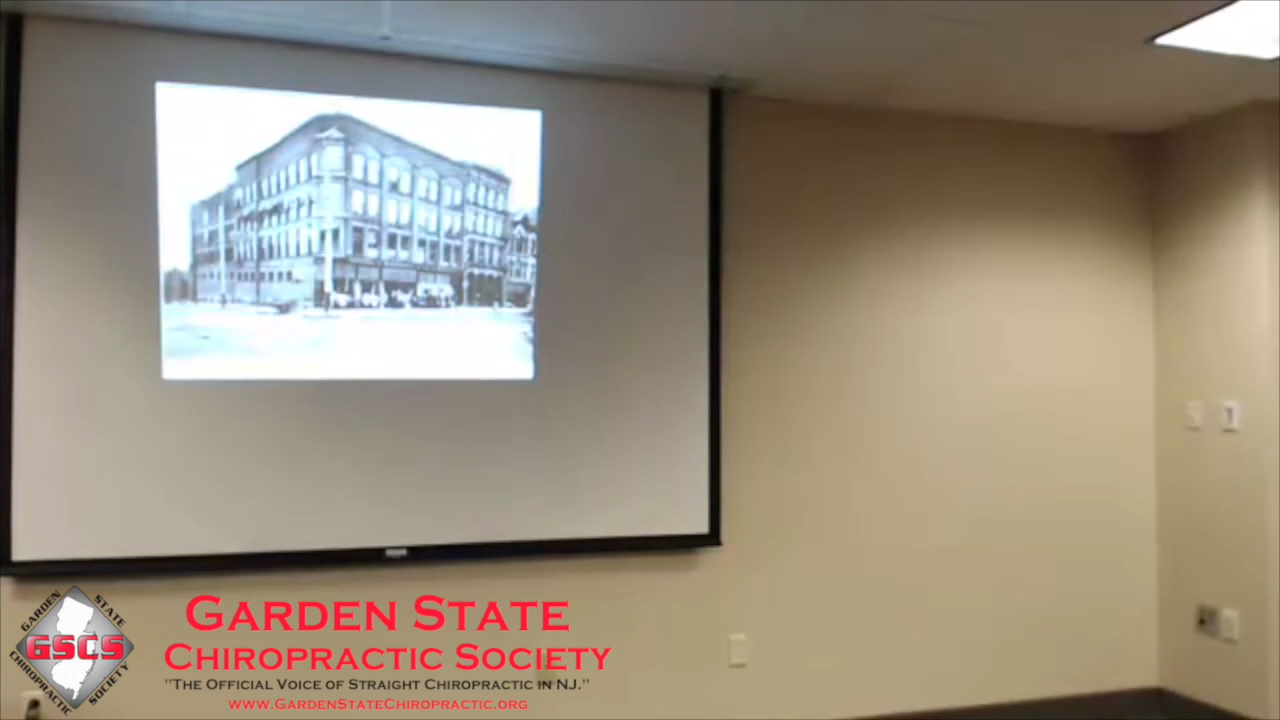 GARDEN STATE
GSCS
CHIROPRACTIC SOCIETY
GARDEN STATE
CHIROPRACTIC SOCIETY
"THE OFFICIAL VOICE OF STRAIGHT CHIROPRACTIC IN NJ."
WWW.GARDENSTATECHIROPRACTIC.ORG